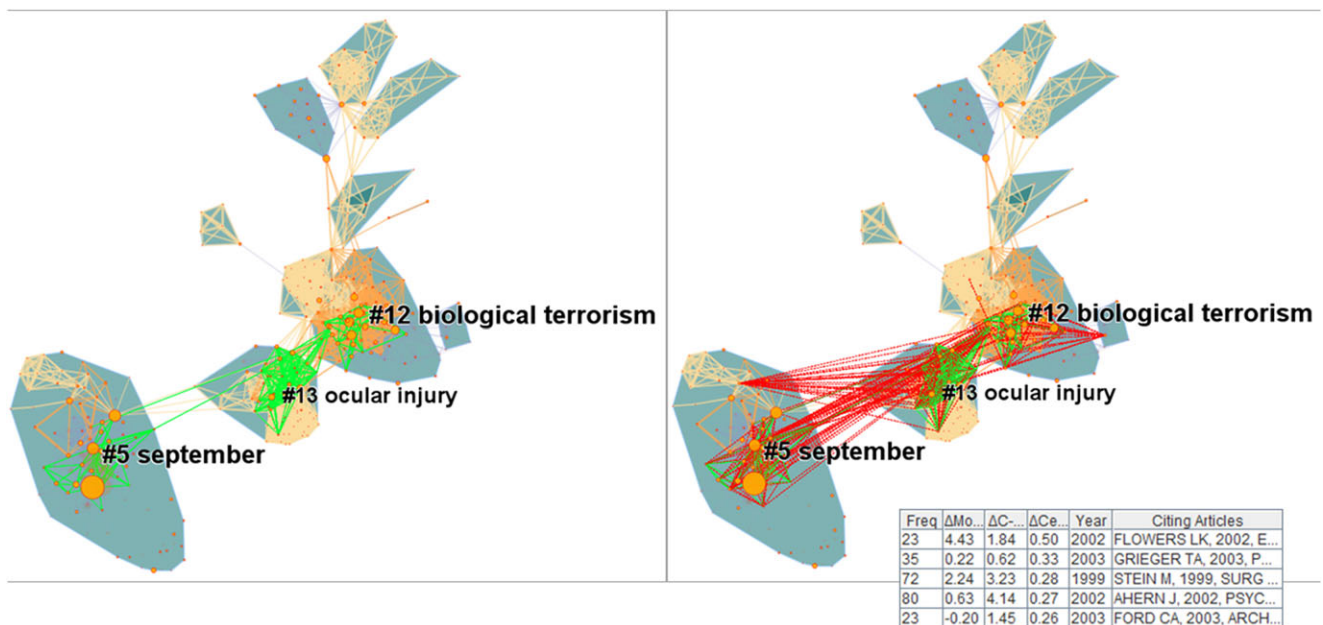 #12 biological terrorism
#13 ocular injury
#5 september
#12 biological terrorism
#13 ocular injury
#5 september
Freq ΔMo... ΔC-... ΔCe... Year Citing Articles
23 4.43 1.84 0.50 2002 FLOWERS LK, 2002, E...
35 0.22 0.62 0.33 2003 GRIEGER TA, 2003, P...
72 2.24 3.23 0.28 1999 STEIN M, 1999, SURG ...
80 0.63 4.14 0.27 2002 AHERN J, 2002, PSYC...
23 -0.20 1.45 0.26 2003 FORD CA, 2003, ARCH...